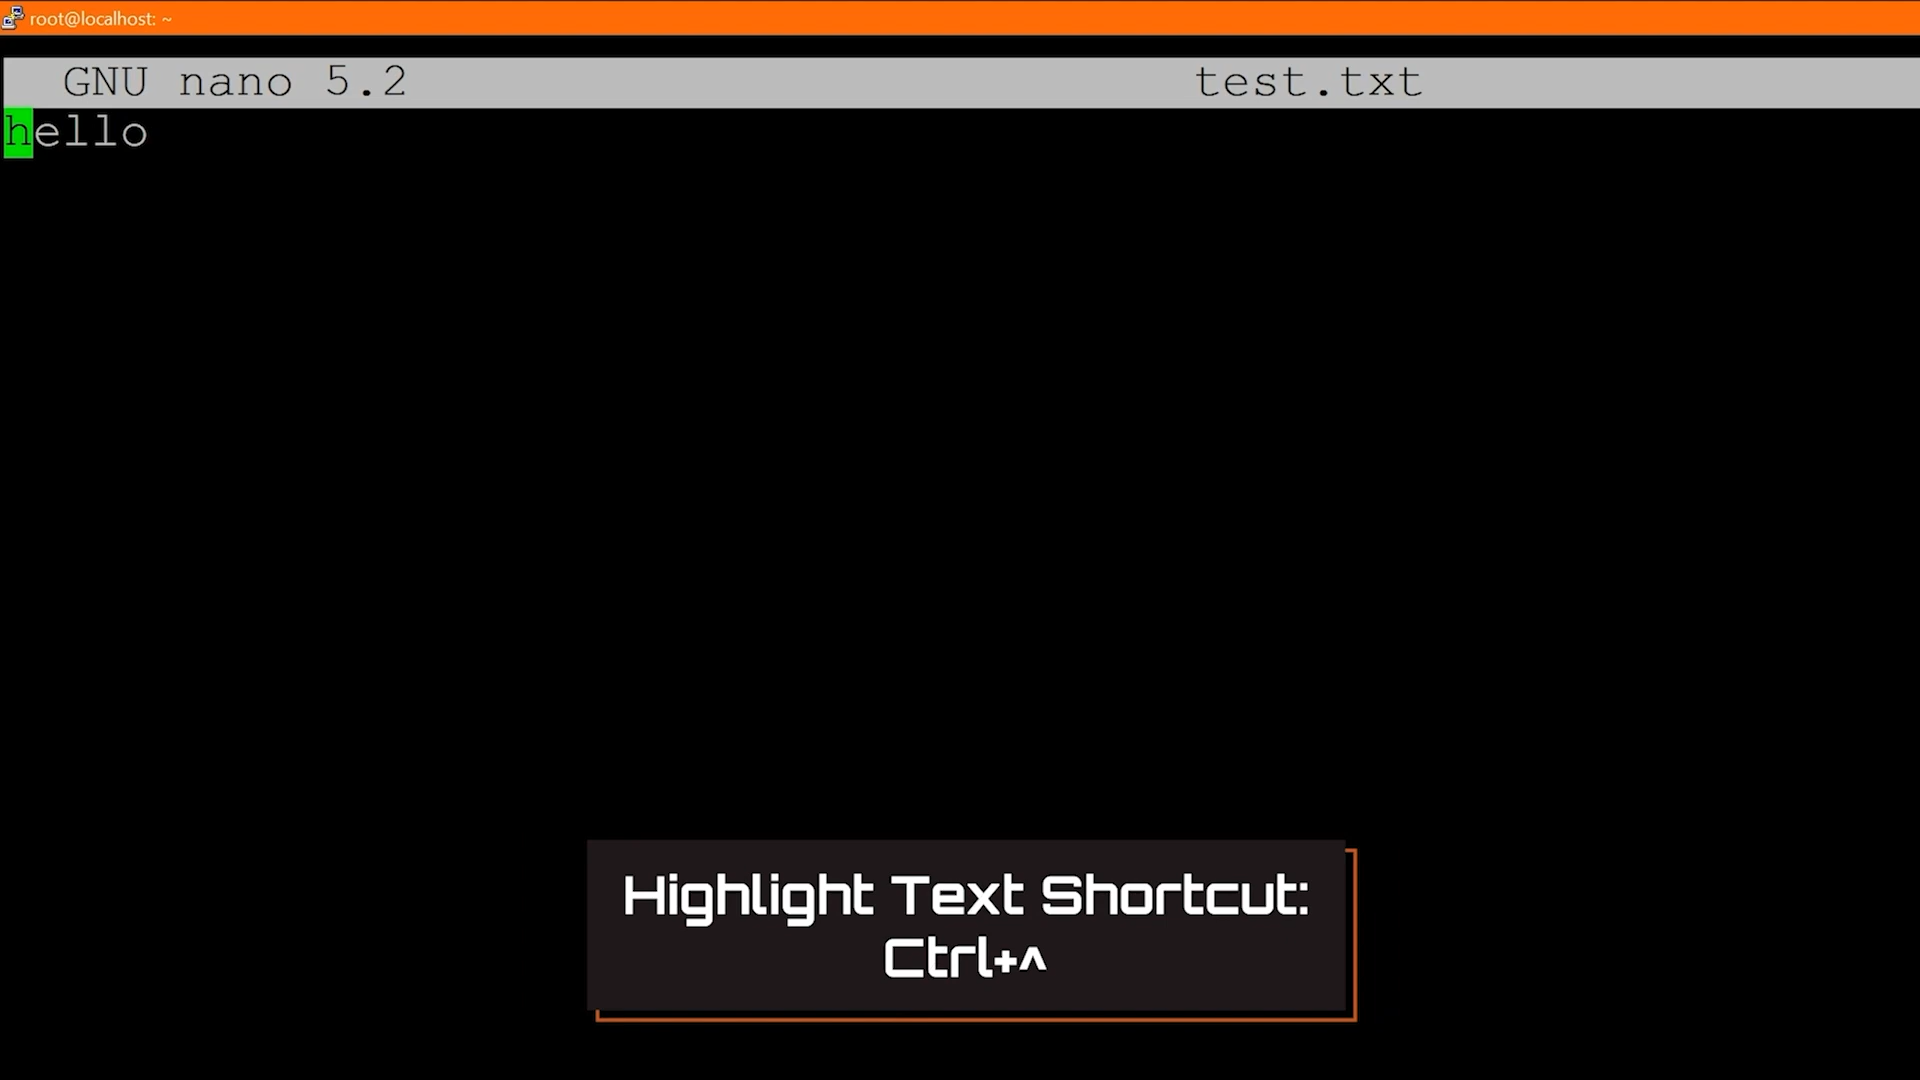 root@localhost: ~
GNU nano 5.2 test.txt
hello
Highlight Text Shortcut:
Ctrl+^